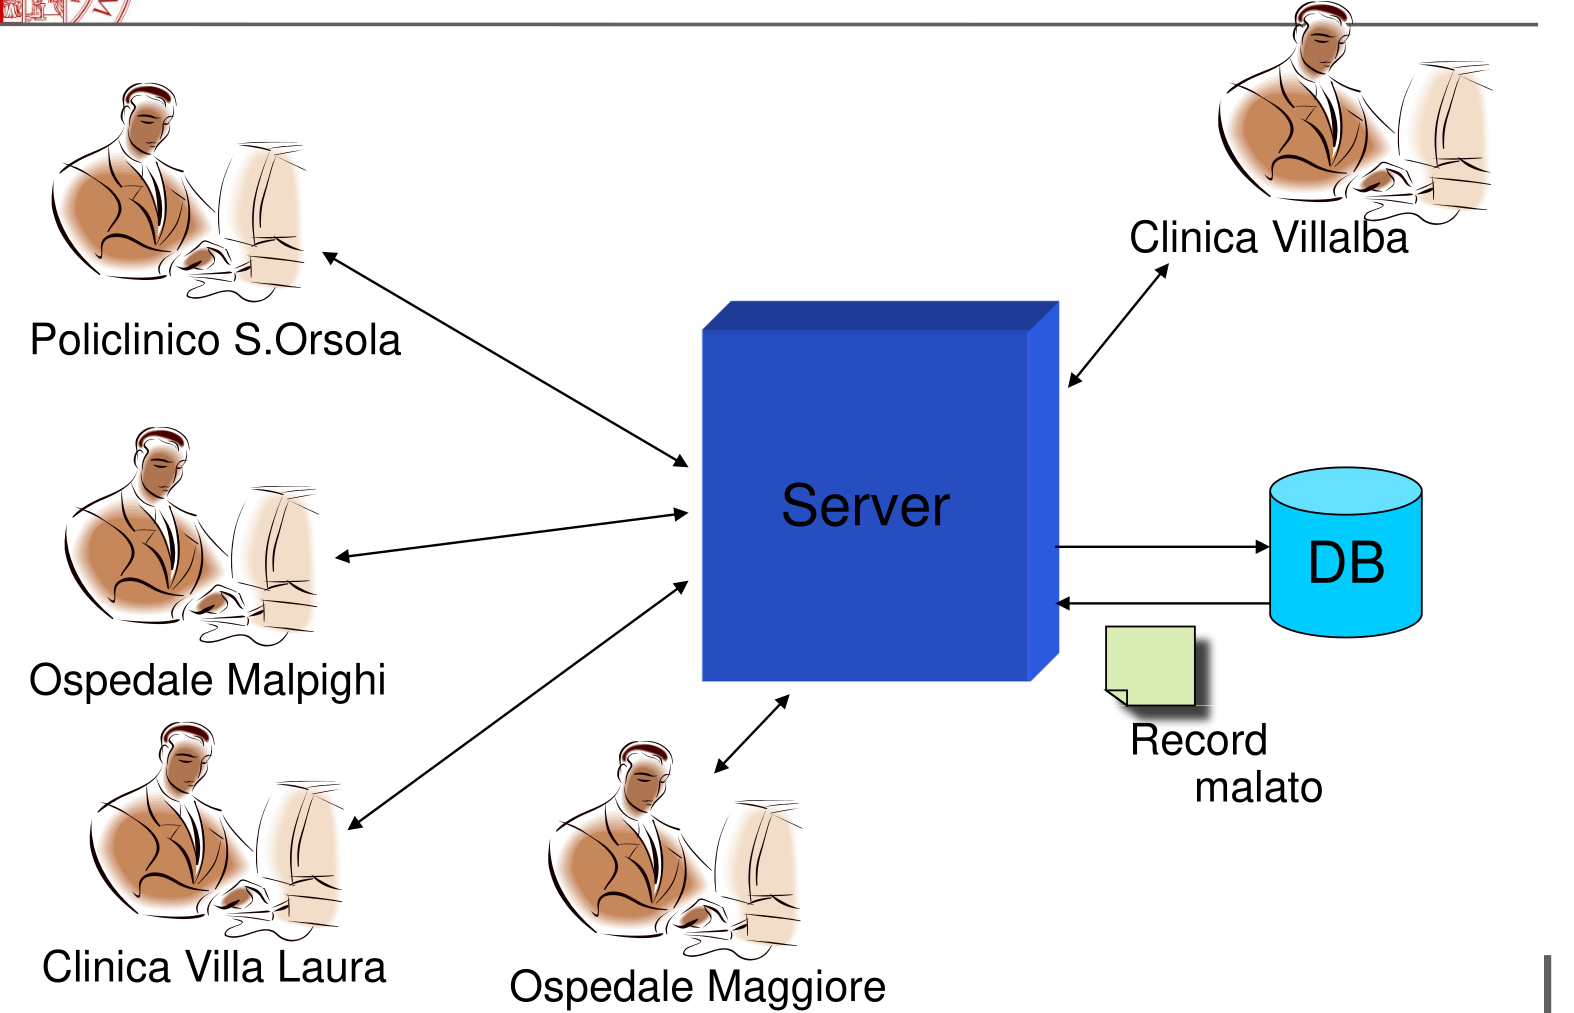 Clinica Villalba
Policlinico S.Orsola
Server
DB
Ospedale Malpighi
Record
malato
Clinica Villa Laura
Ospedale Maggiore